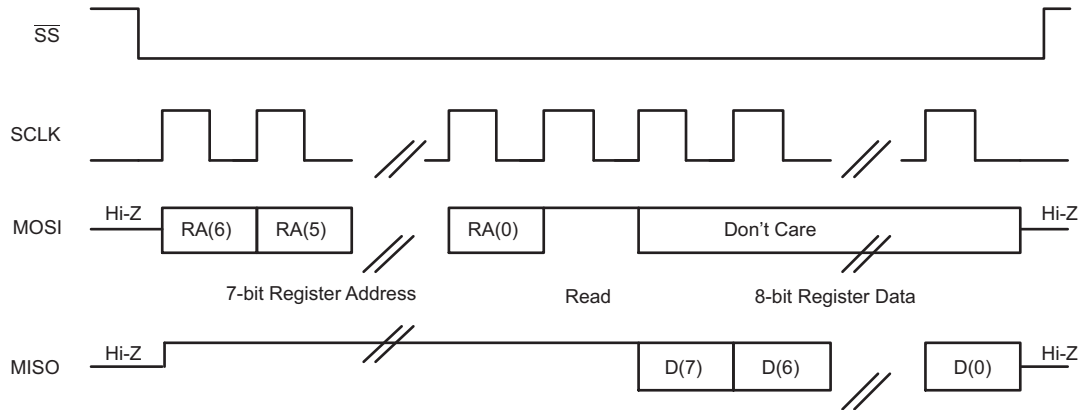 S̅S̅
SCLK
MOSI Hi-Z RA(6) RA(5) RA(0) Don't Care Hi-Z
7-bit Register Address Read 8-bit Register Data
MISO Hi-Z D(7) D(6) D(0) Hi-Z